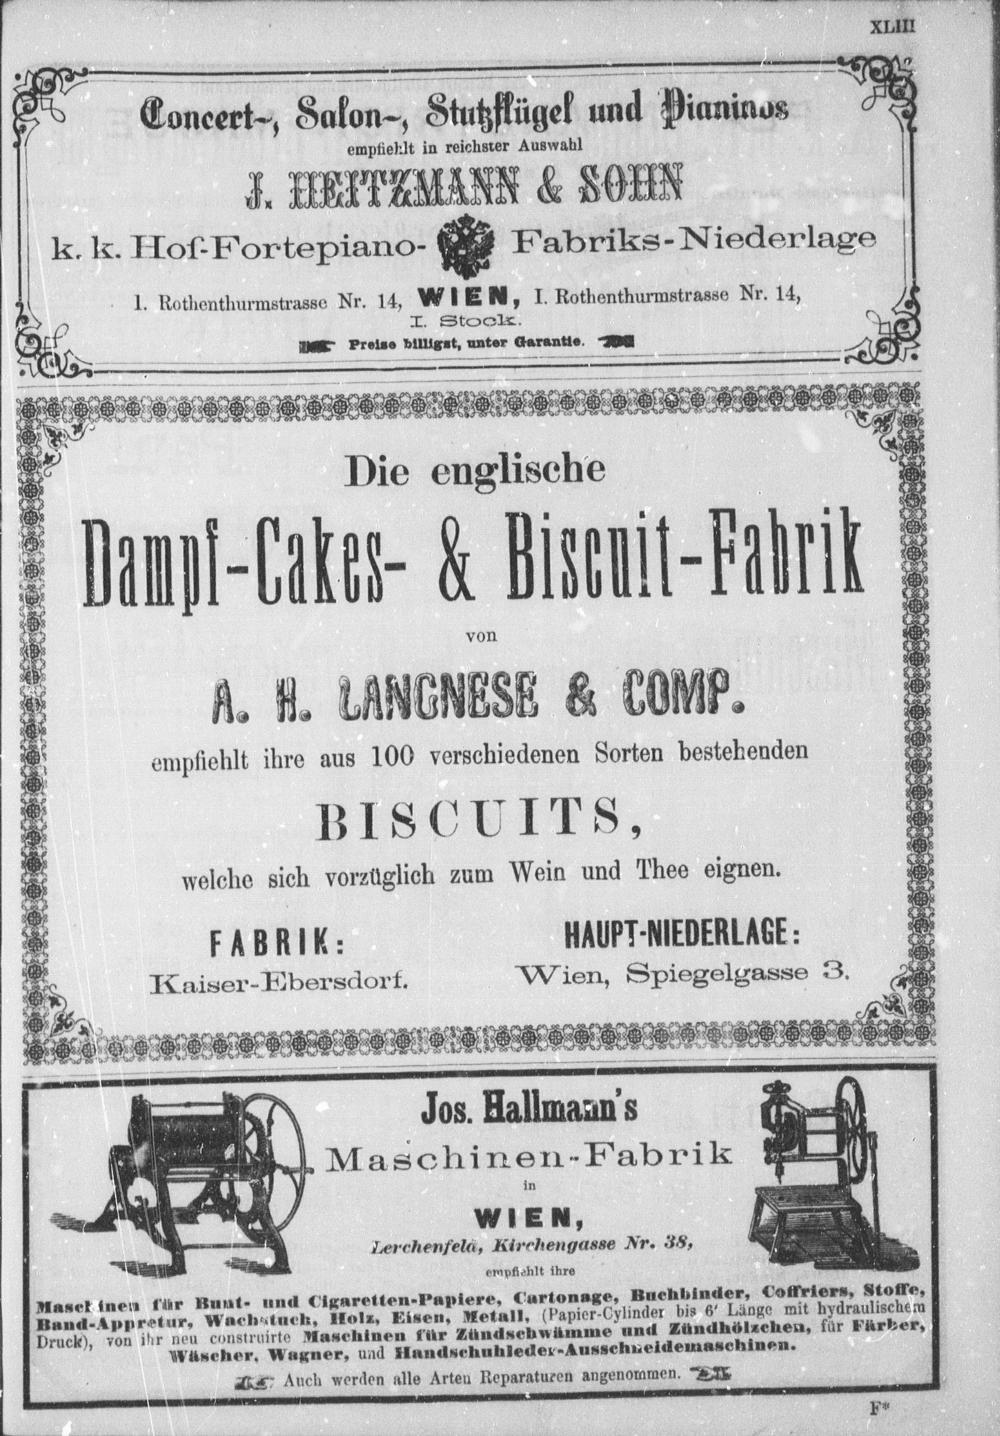 XLIII
Concert-, Salon-, Stutzflügel und Pianinos
empfiehlt in reichster Auswahl
J. HEITZMANN & SOHN
k. k. Hof-Fortepiano- Fabriks-Niederlage
I. Rothenthurmstrasse Nr. 14, WIEN, I. Rothenthurmstrasse Nr. 14,
I. Stock.
Preise billigst, unter Garantie.
Die englische
Dampf-Cakes- & Biscuit-Fabrik
von
A. H. LANGNESE & COMP.
empfiehlt ihre aus 100 verschiedenen Sorten bestehenden
BISCUITS,
welche sich vorzüglich zum Wein und Thee eignen.
FABRIK:
Kaiser-Ebersdorf.
HAUPT-NIEDERLAGE:
Wien, Spiegelgasse 3.
Jos. Hallmann's
Maschinen-Fabrik
in
WIEN,
Lerchenfeld, Kirchengasse Nr. 38,
empfiehlt ihre
Maschinen für Bunt- und Cigaretten-Papiere, Cartonage, Buchbinder, Coffriers, Stoffe,
Band-Appretur, Wachstuch, Holz, Eisen, Metall, (Papier-Cylinder bis 6' Länge mit hydraulischem
Druck), von ihr neu construirte Maschinen für Zündschwämme und Zündhölzchen, für Färber,
Wäscher, Wagner, und Handschuhleder-Ausschneidemaschinen.
Auch werden alle Arten Reparaturen angenommen.
F*